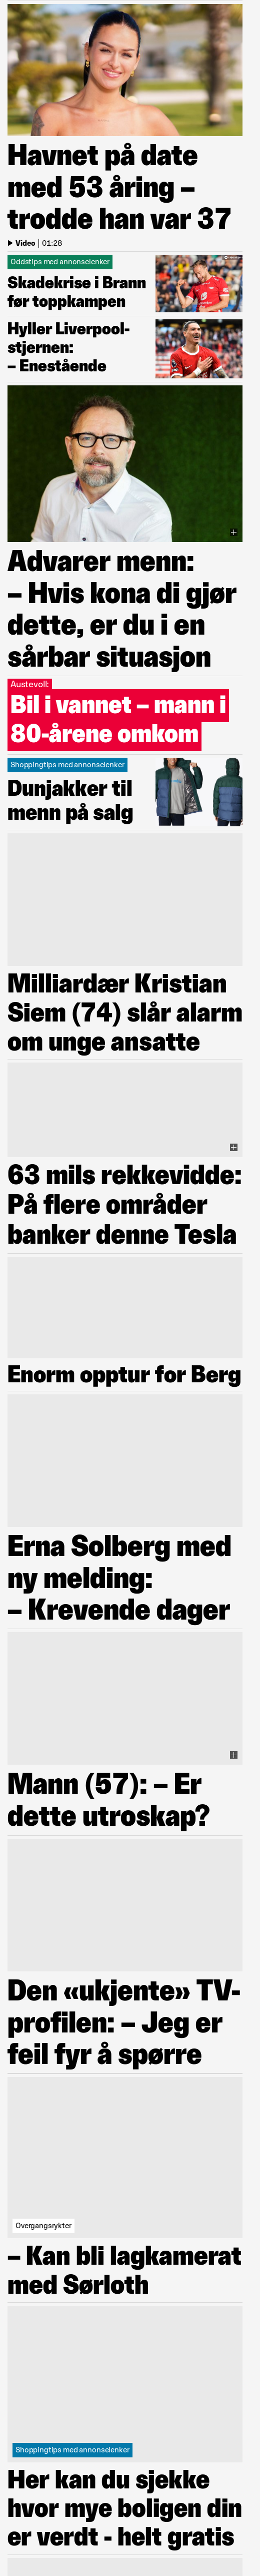 Havnet på date
med 53 åring –
trodde han var 37
Video | 01:28
Oddstips med annonselenker
Skadekrise i Brann
før toppkampen
Hyller Liverpool-
stjernen:
– Enestående
Advarer menn:
– Hvis kona di gjør
dette, er du i en
sårbar situasjon
Austevoll:
Bil i vannet – mann i
80-årene omkom
Shoppingtips med annonselenker
Dunjakker til
menn på salg
Milliardær Kristian
Siem (74) slår alarm
om unge ansatte
63 mils rekkevidde:
På flere områder
banker denne Tesla
Enorm opptur for Berg
Erna Solberg med
ny melding:
– Krevende dager
Mann (57): – Er
dette utroskap?
Den «ukjente» TV-
profilen: – Jeg er
feil fyr å spørre
Overgangsrykter
– Kan bli lagkamerat
med Sørloth
Shoppingtips med annonselenker
Her kan du sjekke
hvor mye boligen din
er verdt - helt gratis